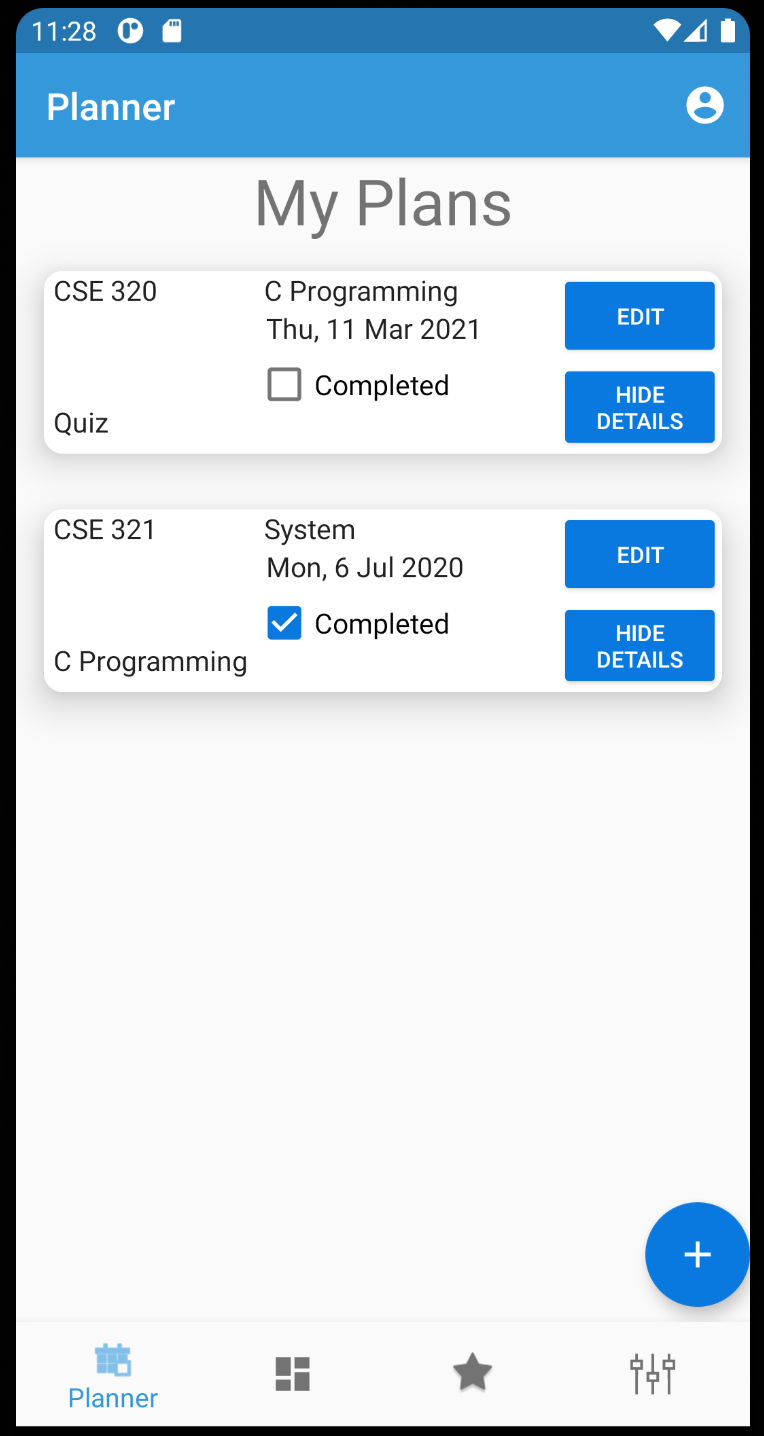 11:28
Planner
My Plans
CSE 320
C Programming
Thu, 11 Mar 2021
EDIT
Completed
HIDE
DETAILS
Quiz
CSE 321
System
Mon, 6 Jul 2020
EDIT
Completed
HIDE
DETAILS
C Programming
Planner